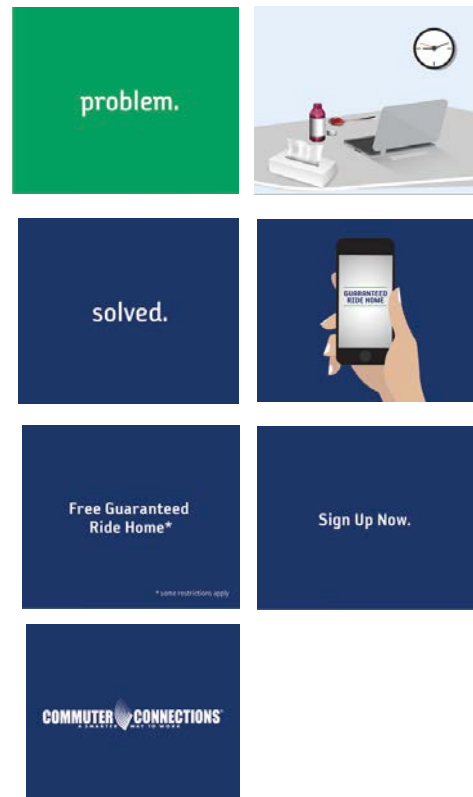 problem.
solved.
GUARANTEED
RIDE HOME
Free Guaranteed
Ride Home*
* some restrictions apply
Sign Up Now.
COMMUTER CONNECTIONS
A SMARTER WAY TO WORK